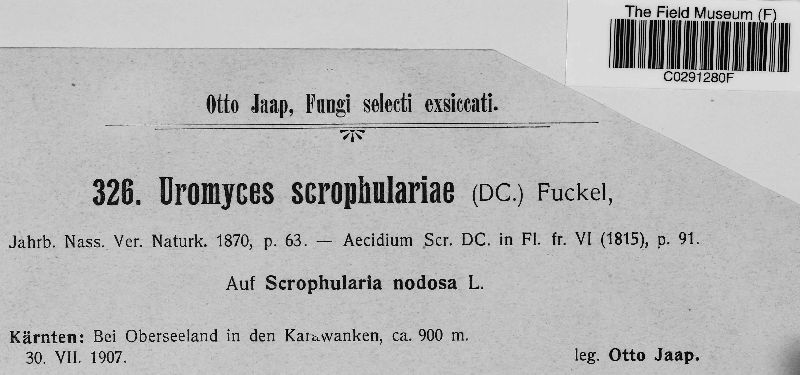 The Field Museum (F)
C0291280F
Otto Jaap, Fungi selecti exsiccati.
326. Uromyces scrophulariae (DC.) Fuckel,
Jahrb. Nass. Ver. Naturk. 1870, p. 63. — Aecidium Scr. DC. in Fl. fr. VI (1815), p. 91.
Auf Scrophularia nodosa L.
Kärnten: Bei Oberseeland in den Karawanken, ca. 900 m.
30. VII. 1907.
leg. Otto Jaap.